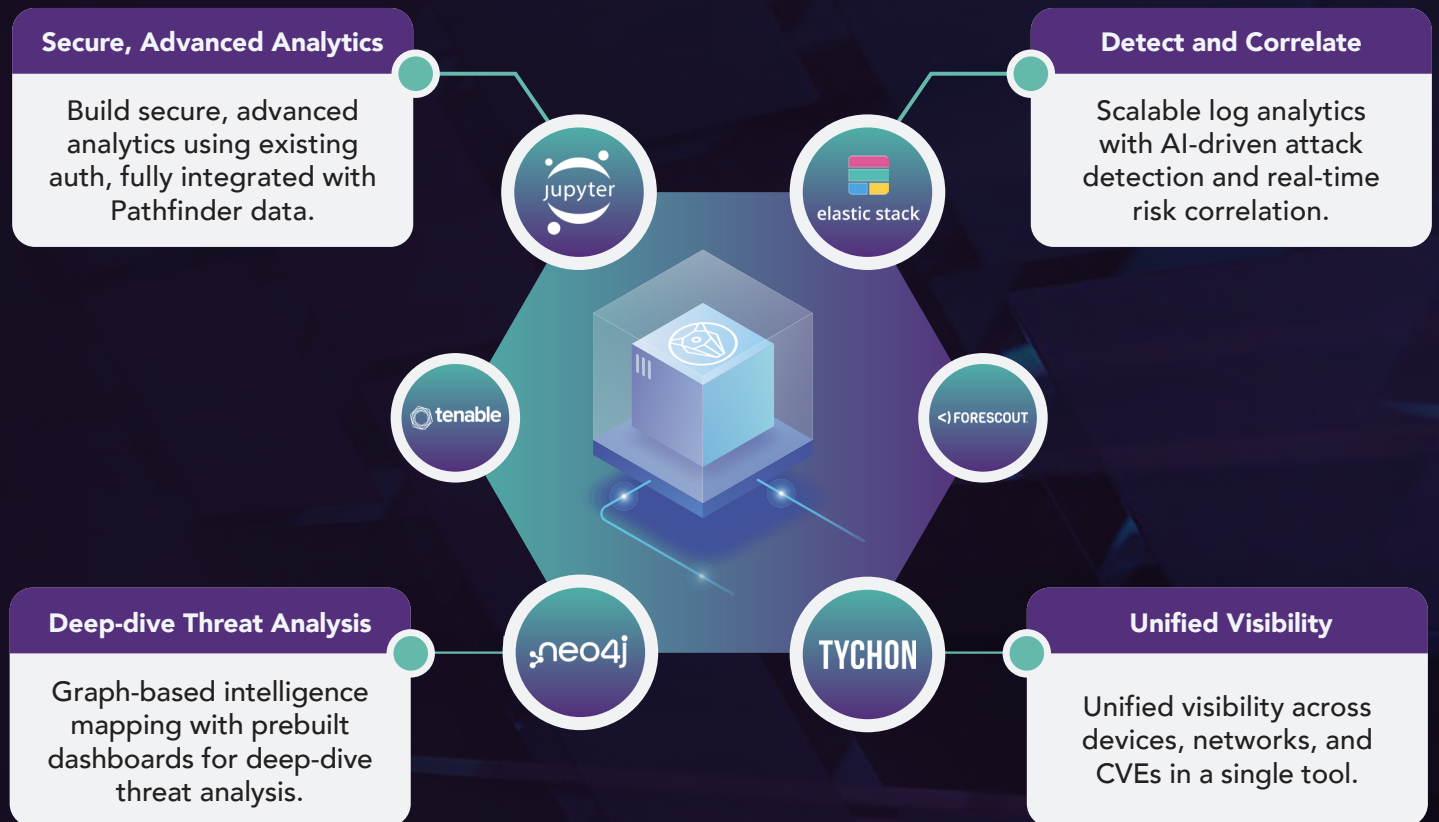 Secure, Advanced Analytics
Build secure, advanced
analytics using existing
auth, fully integrated with
Pathfinder data.
Detect and Correlate
Scalable log analytics
with AI-driven attack
detection and real-time
risk correlation.
jupyter
elastic stack
tenable
<) FORESCOUT.
Deep-dive Threat Analysis
Graph-based intelligence
mapping with prebuilt
dashboards for deep-dive
threat analysis.
neo4j
TYCHON
Unified Visibility
Unified visibility across
devices, networks, and
CVEs in a single tool.